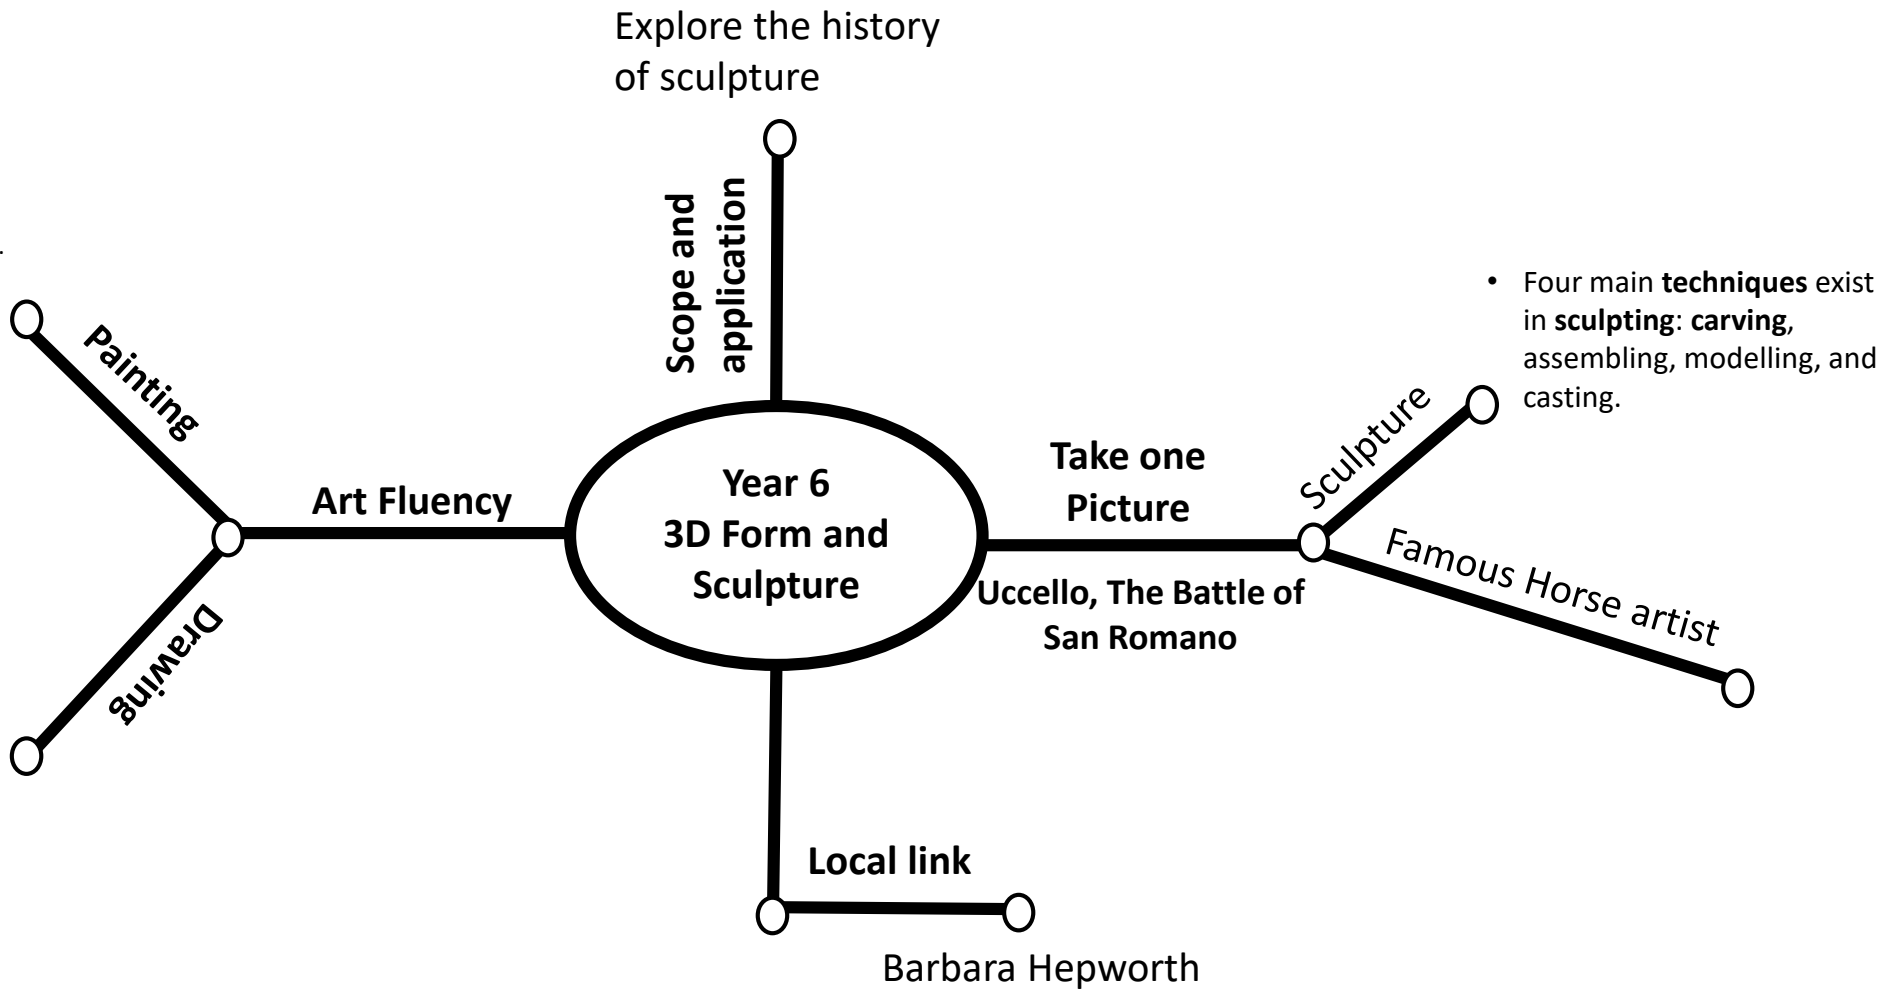 Explore the history
of sculpture
Scope and
application
• Four main techniques exist
in sculpting: carving,
assembling, modelling, and
casting.
Painting
Sculpture
Take one
Picture
Art Fluency
Year 6
3D Form and
Sculpture
Famous Horse artist
Uccello, The Battle of
San Romano
Drawing
Local link
Barbara Hepworth